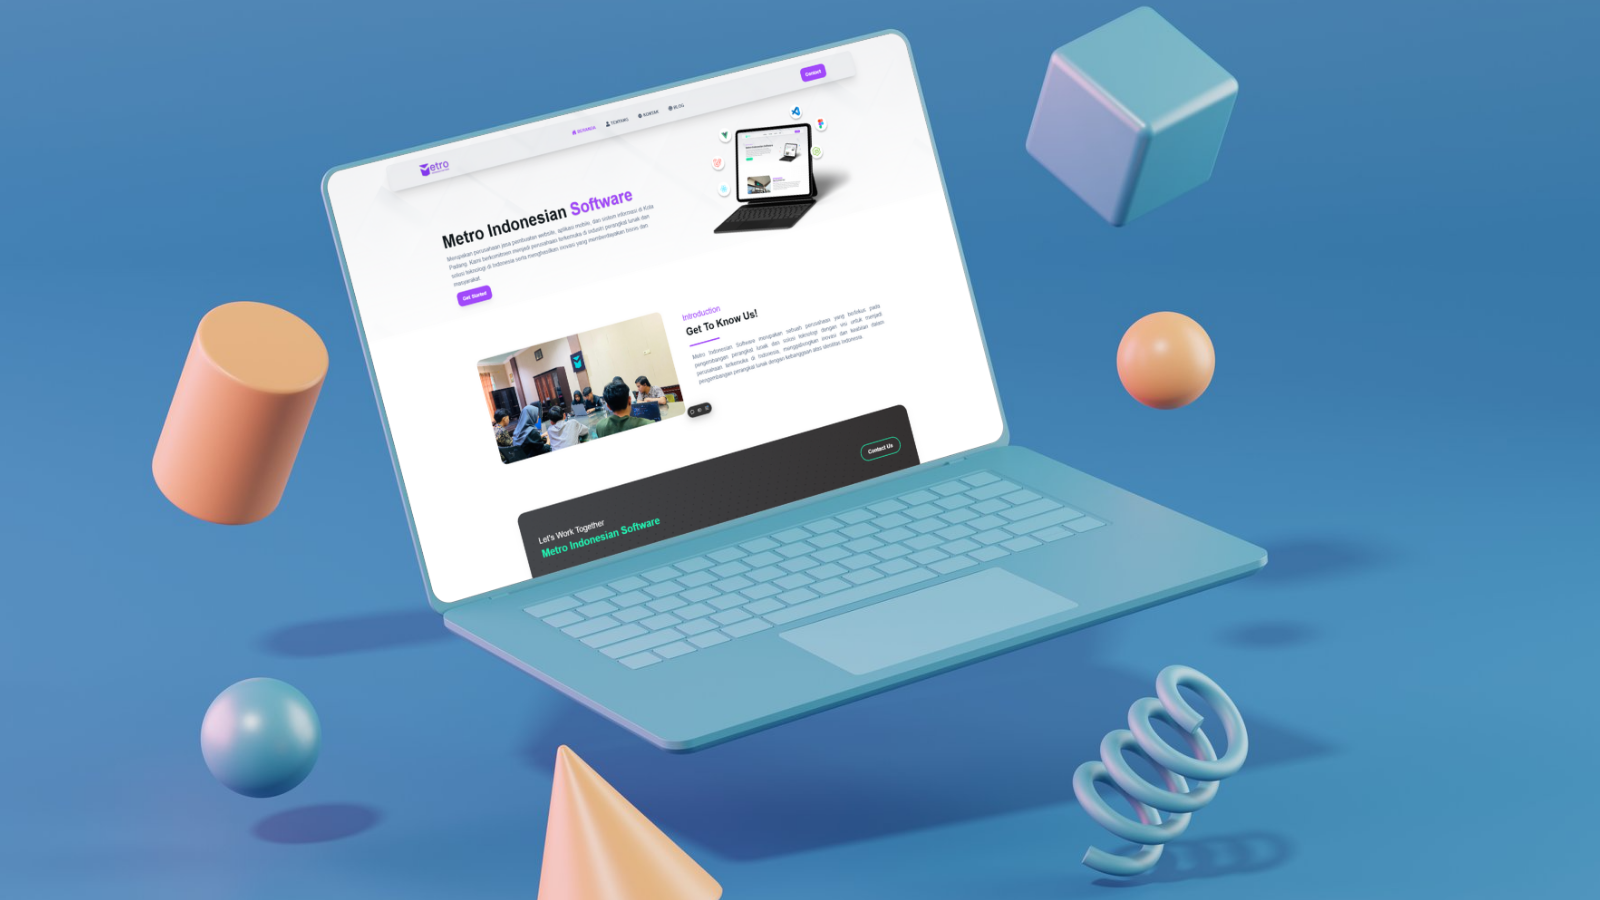 Metro
BERANDA
TENTANG
KONTAK
BLOG
Contact
Metro Indonesian Software
Merupakan perusahaan jasa pembuatan website, aplikasi mobile, dan sistem informasi di Kota
Padang. Kami berkomitmen menjadi perusahaan terkemuka di industri perangkat lunak dan
solusi teknologi di Indonesia serta menghasilkan inovasi yang memberdayakan bisnis dan
masyarakat.
Get Started
Introduction
Get To Know Us!
Metro Indonesian Software merupakan sebuah perusahaan yang berfokus pada
pengembangan perangkat lunak dan solusi teknologi dengan visi untuk menjadi
perusahaan terkemuka di Indonesia, menggabungkan inovasi dan keahlian dalam
pengembangan perangkat lunak dengan kebanggaan atas identitas Indonesia.
Let's Work Together
Metro Indonesian Software
Contact Us